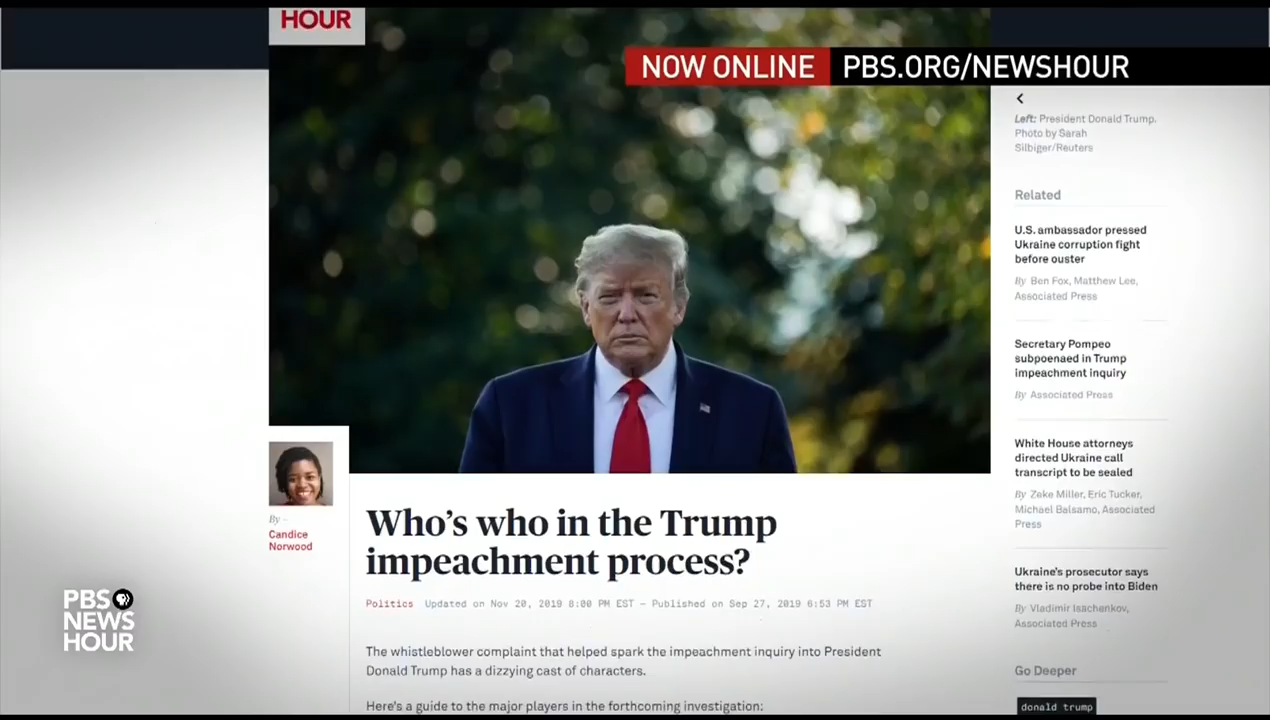 HOUR
NOW ONLINE
PBS.ORG/NEWSHOUR
Left: President Donald Trump.
Photo by Sarah
Silbiger/Reuters
Related
U.S. ambassador pressed
Ukraine corruption fight
before ouster
By Ben Fox, Matthew Lee,
Associated Press
Secretary Pompeo
subpoenaed in Trump
impeachment inquiry
By Associated Press
White House attorneys
directed Ukraine call
transcript to be sealed
By Zeke Miller, Eric Tucker,
Michael Balsamo, Associated
Press
Ukraine's prosecutor says
there is no probe into Biden
By Vladimir Isachenkov,
Associated Press
Go Deeper
donald trump
By –
Candice
Norwood
Who's who in the Trump
impeachment process?
Politics Updated on Nov 20, 2019 8:00 PM EST – Published on Sep 27, 2019 6:53 PM EST
The whistleblower complaint that helped spark the impeachment inquiry into President
Donald Trump has a dizzying cast of characters.
Here's a guide to the major players in the forthcoming investigation:
PBS
NEWS
HOUR